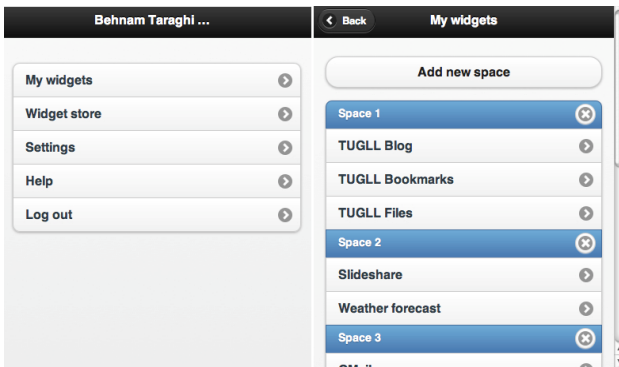 Behnam Taraghi ...
My widgets
Widget store
Settings
Help
Log out
Back
My widgets
Add new space
Space 1
TUGLL Blog
TUGLL Bookmarks
TUGLL Files
Space 2
Slideshare
Weather forecast
Space 3